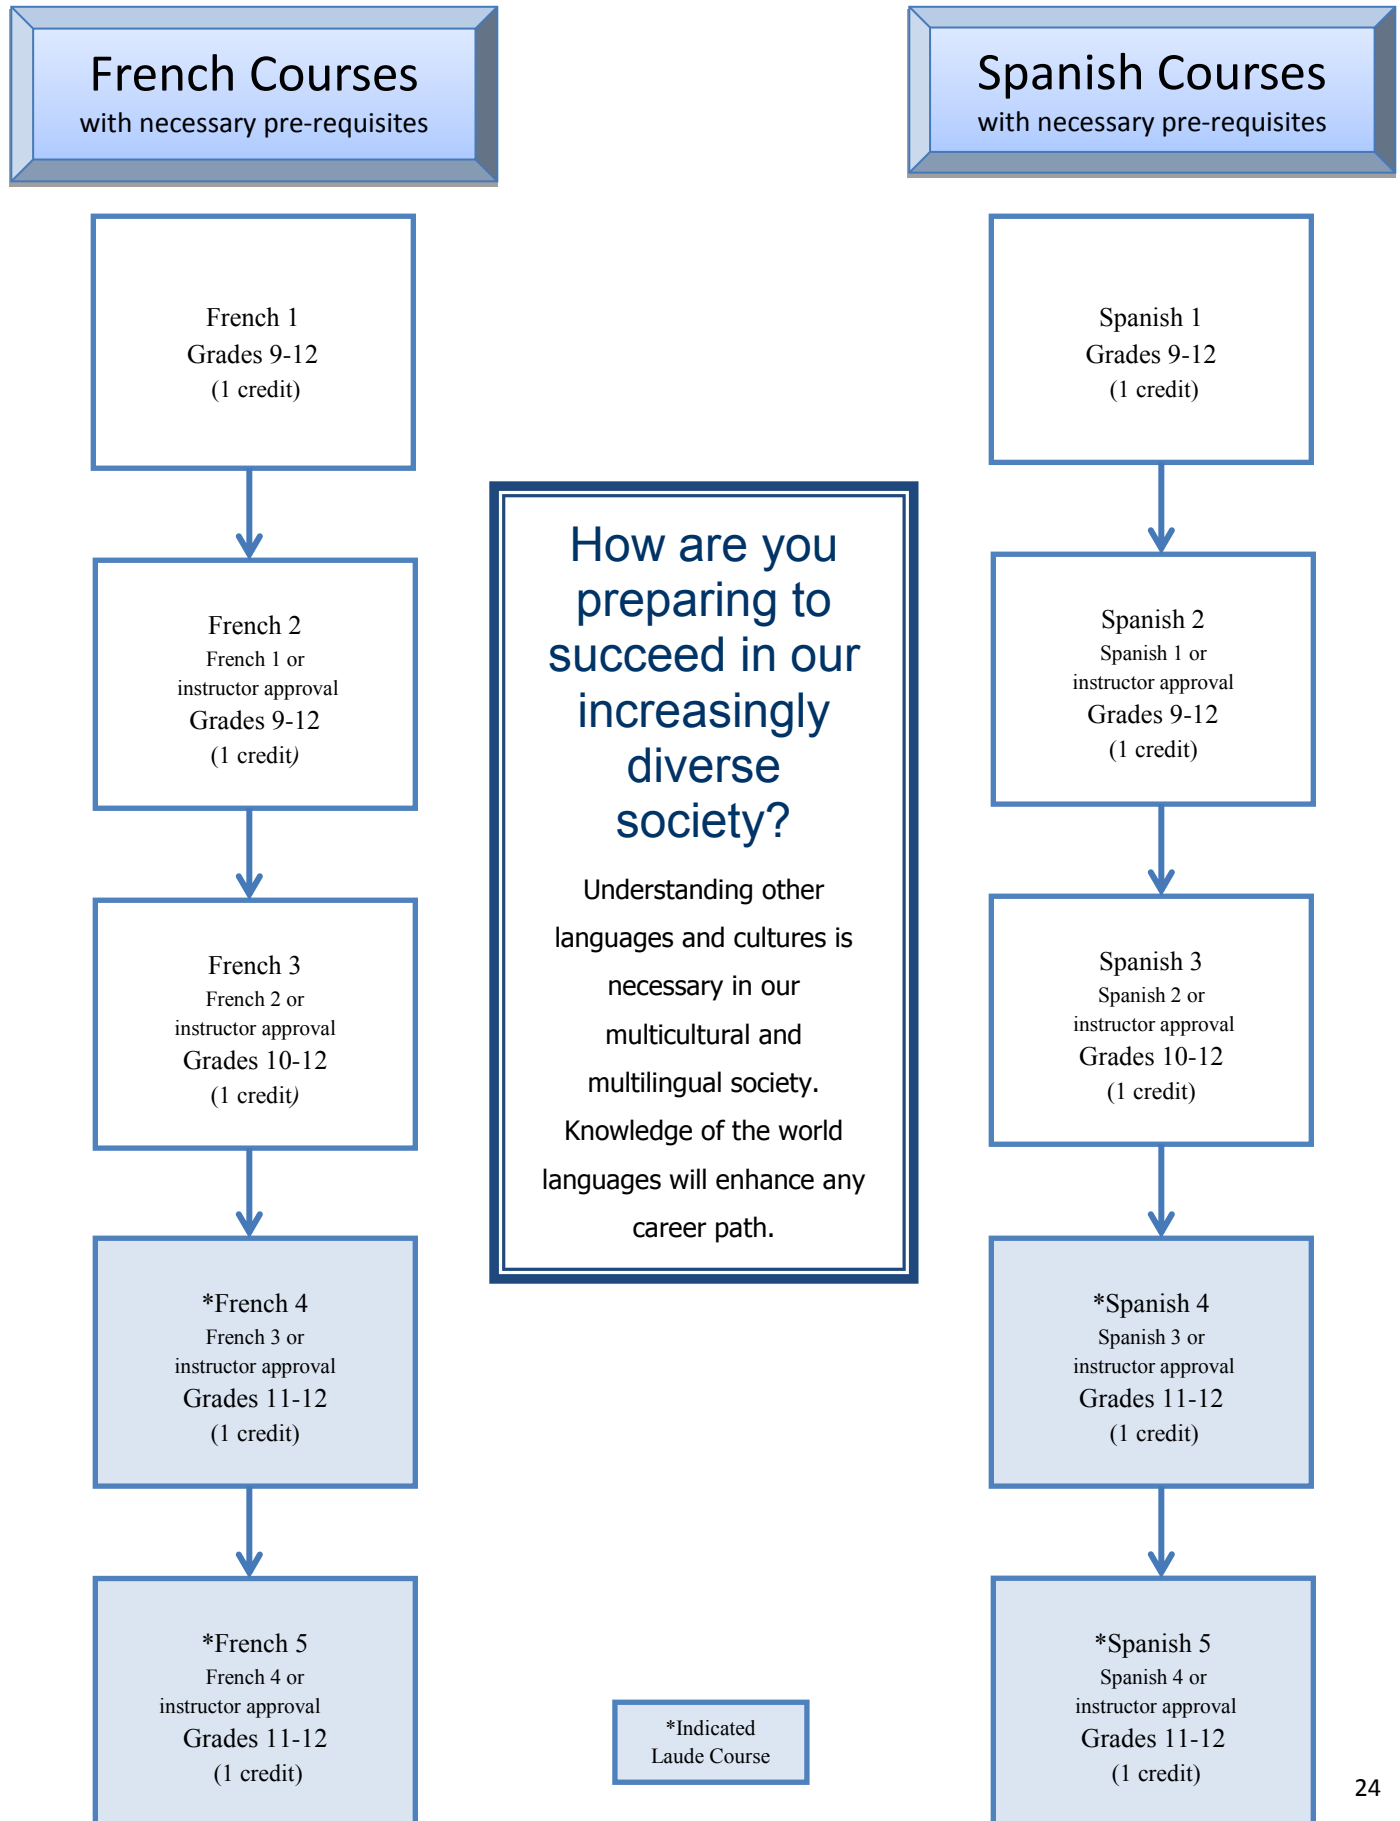 French Courses
with necessary pre-requisites
French 1
Grades 9-12
(1 credit)
French 2
French 1 or
instructor approval
Grades 9-12
(1 credit)
French 3
French 2 or
instructor approval
Grades 10-12
(1 credit)
*French 4
French 3 or
instructor approval
Grades 11-12
(1 credit)
*French 5
French 4 or
instructor approval
Grades 11-12
(1 credit)
How are you
preparing to
succeed in our
increasingly
diverse
society?
Understanding other
languages and cultures is
necessary in our
multicultural and
multilingual society.
Knowledge of the world
languages will enhance any
career path.
*Indicated
Laude Course
Spanish Courses
with necessary pre-requisites
Spanish 1
Grades 9-12
(1 credit)
Spanish 2
Spanish 1 or
instructor approval
Grades 9-12
(1 credit)
Spanish 3
Spanish 2 or
instructor approval
Grades 10-12
(1 credit)
*Spanish 4
Spanish 3 or
instructor approval
Grades 11-12
(1 credit)
*Spanish 5
Spanish 4 or
instructor approval
Grades 11-12
(1 credit)
24